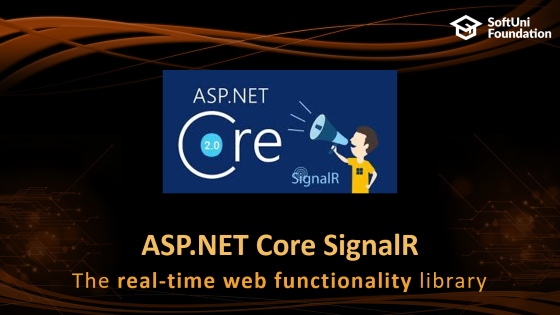 SoftUni
Foundation
ASP.NET
Core
2.0
SignalR
ASP.NET Core SignalR
The real-time web functionality library